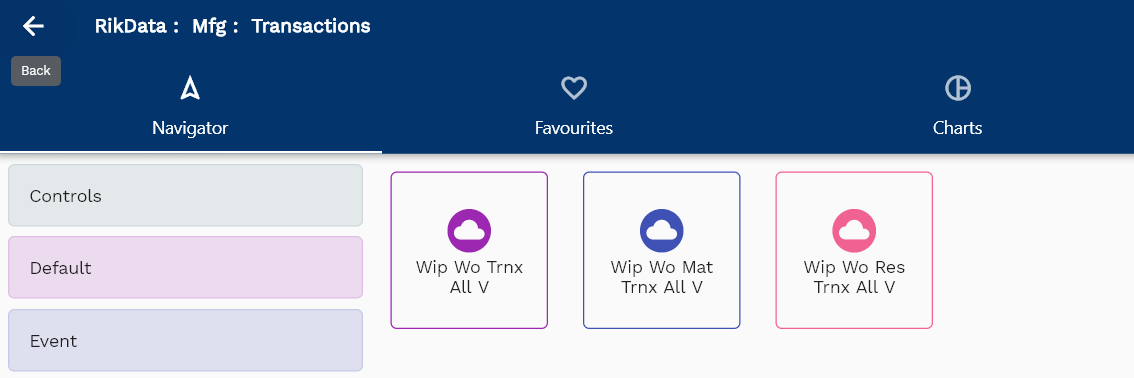 RikData : Mfg : Transactions
Back
Navigator
Favourites
Charts
Controls
Default
Event
Wip Wo Trnx
All V
Wip Wo Mat
Trnx All V
Wip Wo Res
Trnx All V